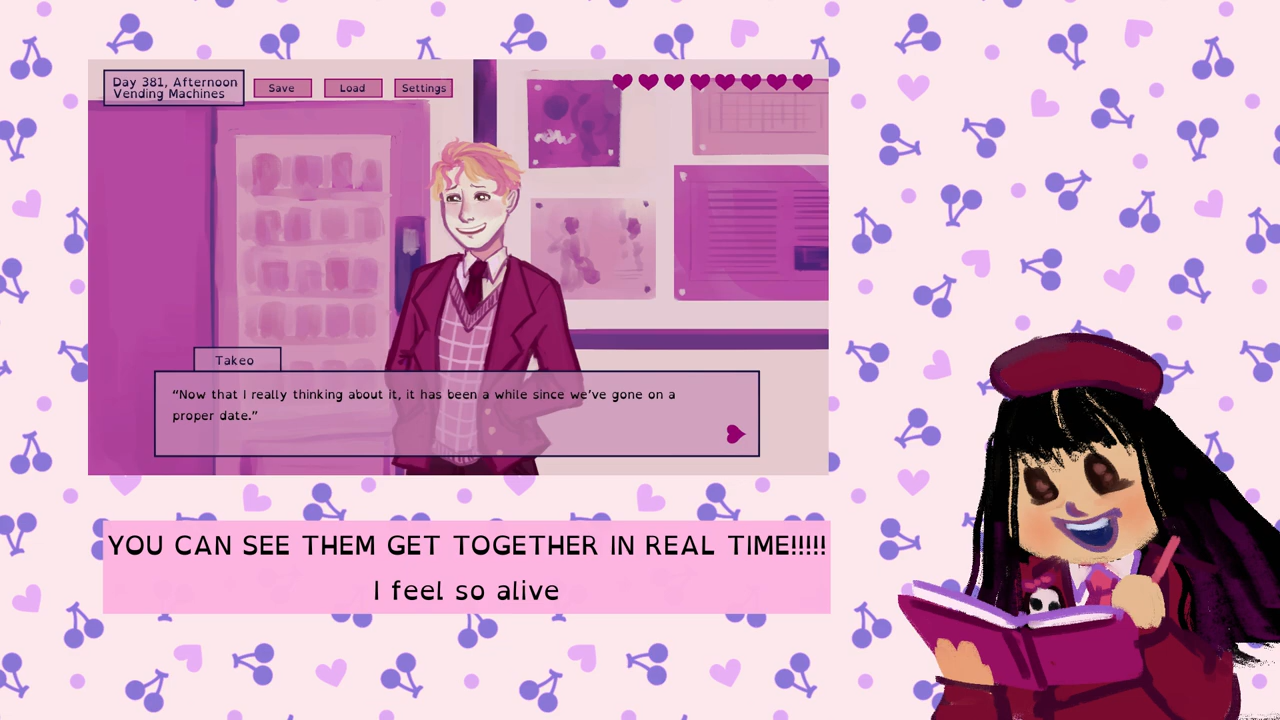 Day 381, Afternoon
Vending Machines
Save
Load
Settings
Takeo
“Now that I really thinking about it, it has been a while since we’ve gone on a
proper date.”
YOU CAN SEE THEM GET TOGETHER IN REAL TIME!!!!!
I feel so alive